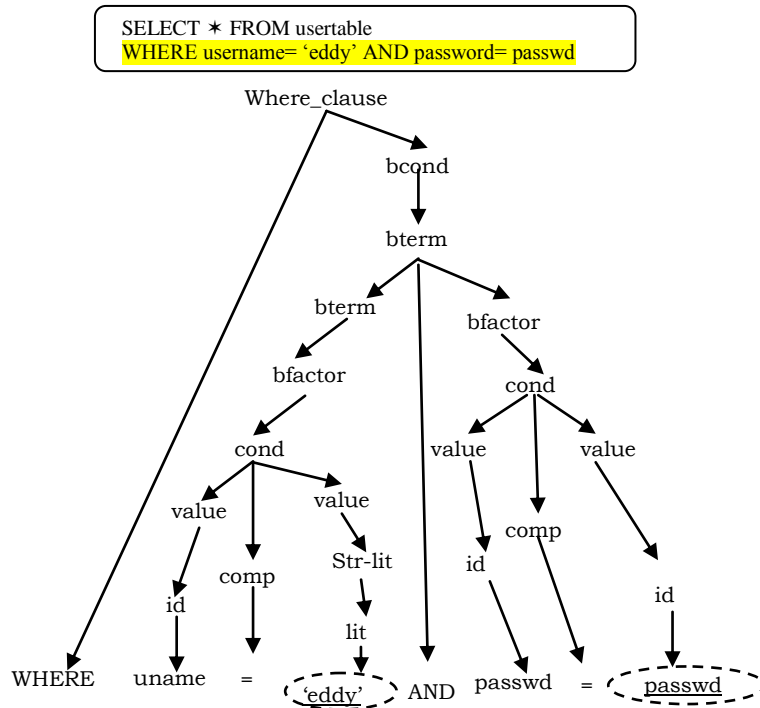 SELECT ∗ FROM usertable
WHERE username= ‘eddy’ AND password= passwd
Where_clause
bcond
bterm
bterm
bfactor
bfactor
cond
cond
value
value
value
value
comp
Str-lit
id
comp
id
id
lit
WHERE uname = ‘eddy’ AND passwd = passwd